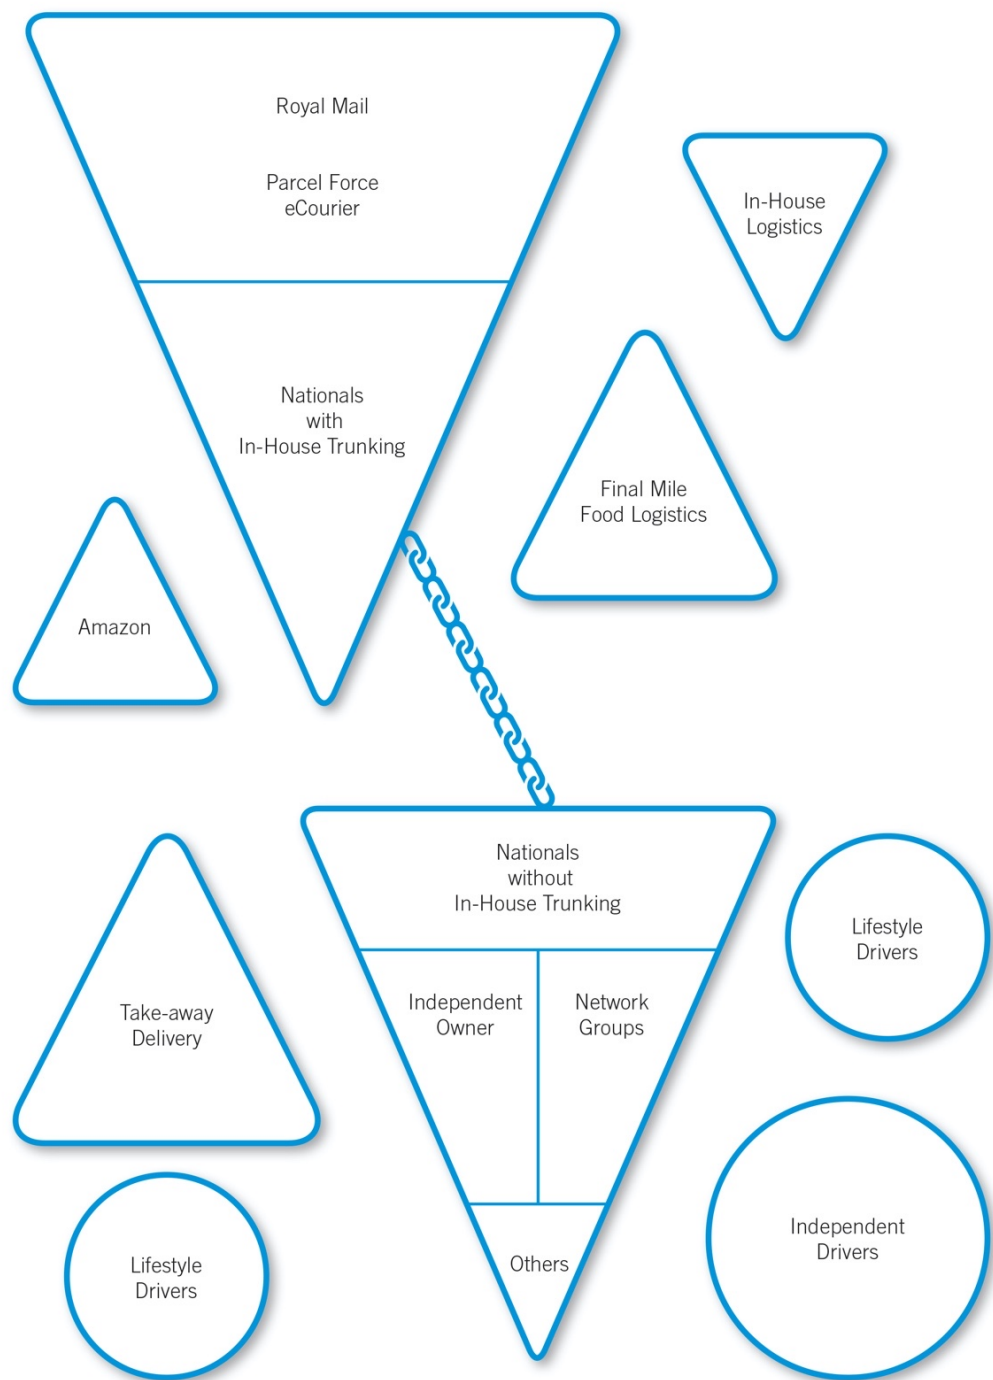 Royal Mail
Parcel Force
eCourier
In-House
Logistics
Nationals
with
In-House Trunking
Final Mile
Food Logistics
Amazon
Nationals
without
In-House Trunking
Lifestyle
Drivers
Independent
Owner
Network
Groups
Take-away
Delivery
Independent
Drivers
Others
Lifestyle
Drivers